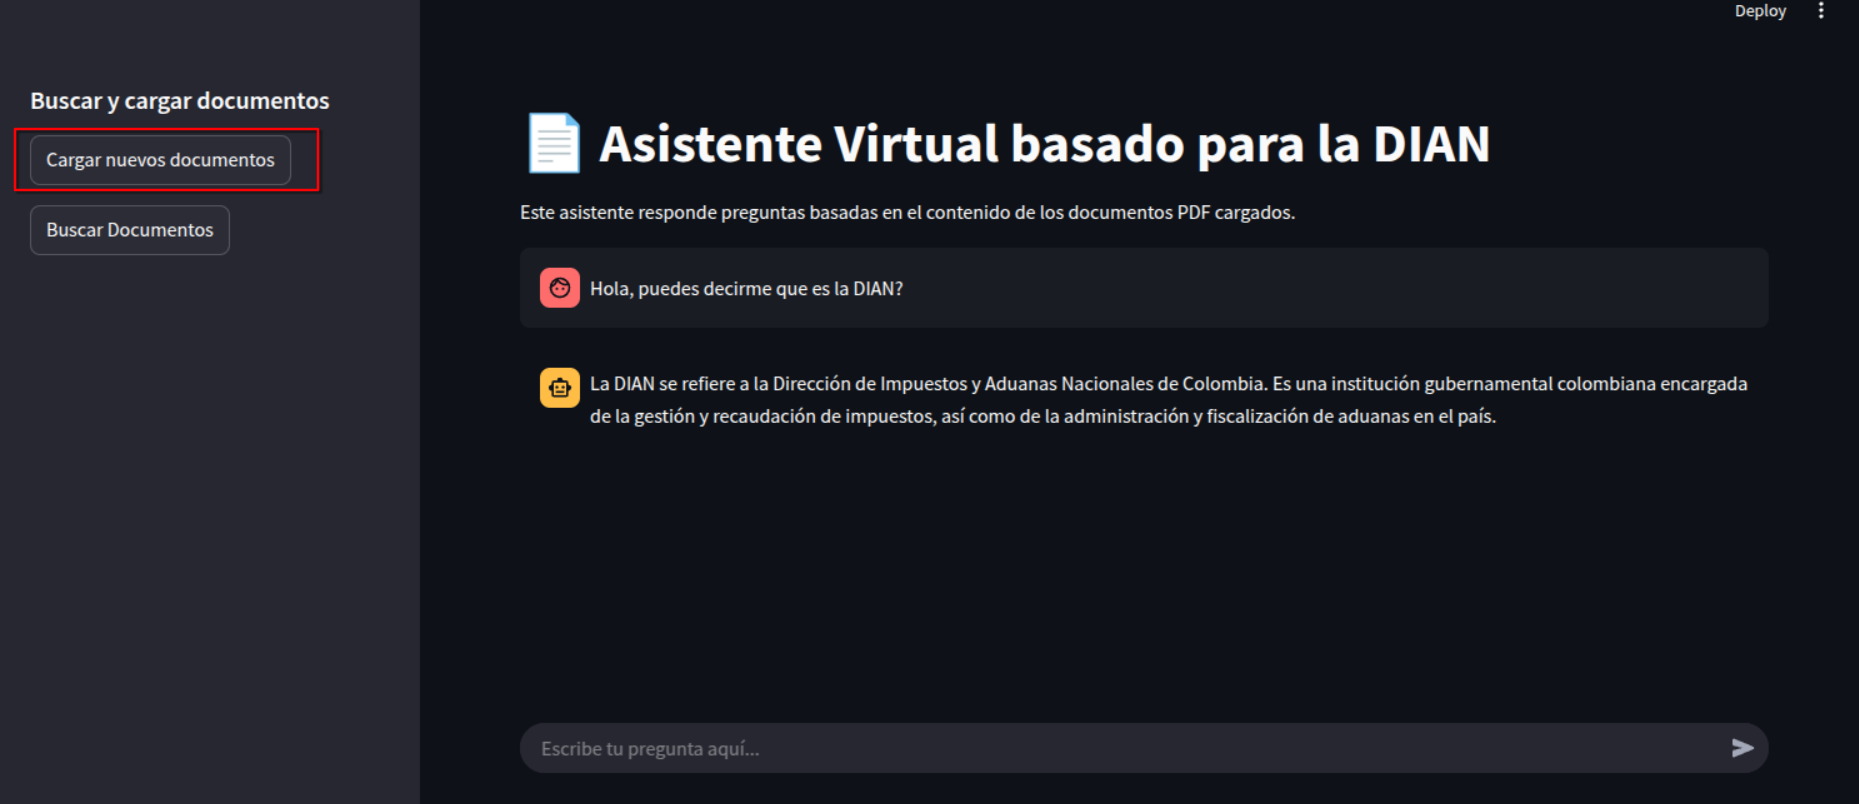 Deploy
Buscar y cargar documentos
Cargar nuevos documentos
Buscar Documentos
Asistente Virtual basado para la DIAN
Este asistente responde preguntas basadas en el contenido de los documentos PDF cargados.
Hola, puedes decirme que es la DIAN?
La DIAN se refiere a la Dirección de Impuestos y Aduanas Nacionales de Colombia. Es una institución gubernamental colombiana encargada
de la gestión y recaudación de impuestos, así como de la administración y fiscalización de aduanas en el país.
Escribe tu pregunta aquí...